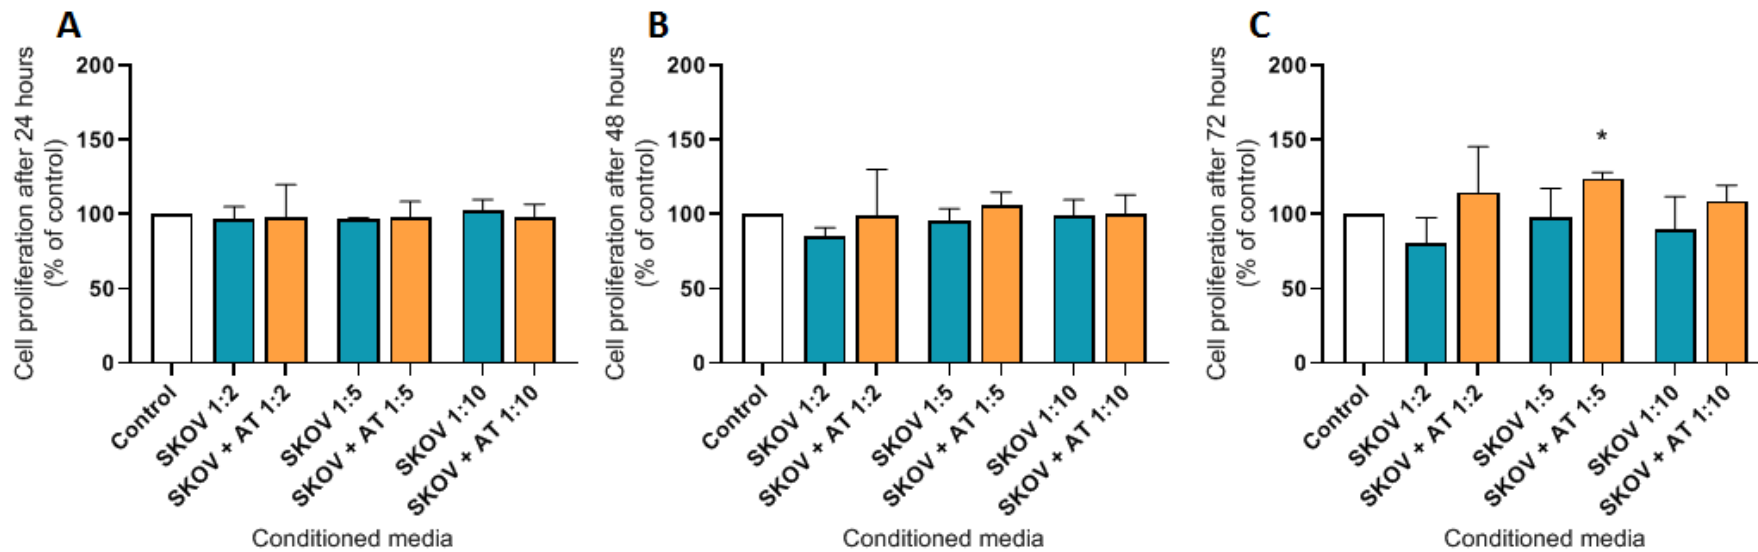 A
Cell proliferation after 24 hours
(% of control)
200
150
100
50
0
Control
SKOV 1:2
SKOV + AT 1:2
SKOV 1:5
SKOV + AT 1:5
SKOV 1:10
SKOV + AT 1:10
Conditioned media
B
Cell proliferation after 48 hours
(% of control)
200
150
100
50
0
Control
SKOV 1:2
SKOV + AT 1:2
SKOV 1:5
SKOV + AT 1:5
SKOV 1:10
SKOV + AT 1:10
Conditioned media
C
Cell proliferation after 72 hours
(% of control)
200
150
100
50
0
*
Control
SKOV 1:2
SKOV + AT 1:2
SKOV 1:5
SKOV + AT 1:5
SKOV 1:10
SKOV + AT 1:10
Conditioned media